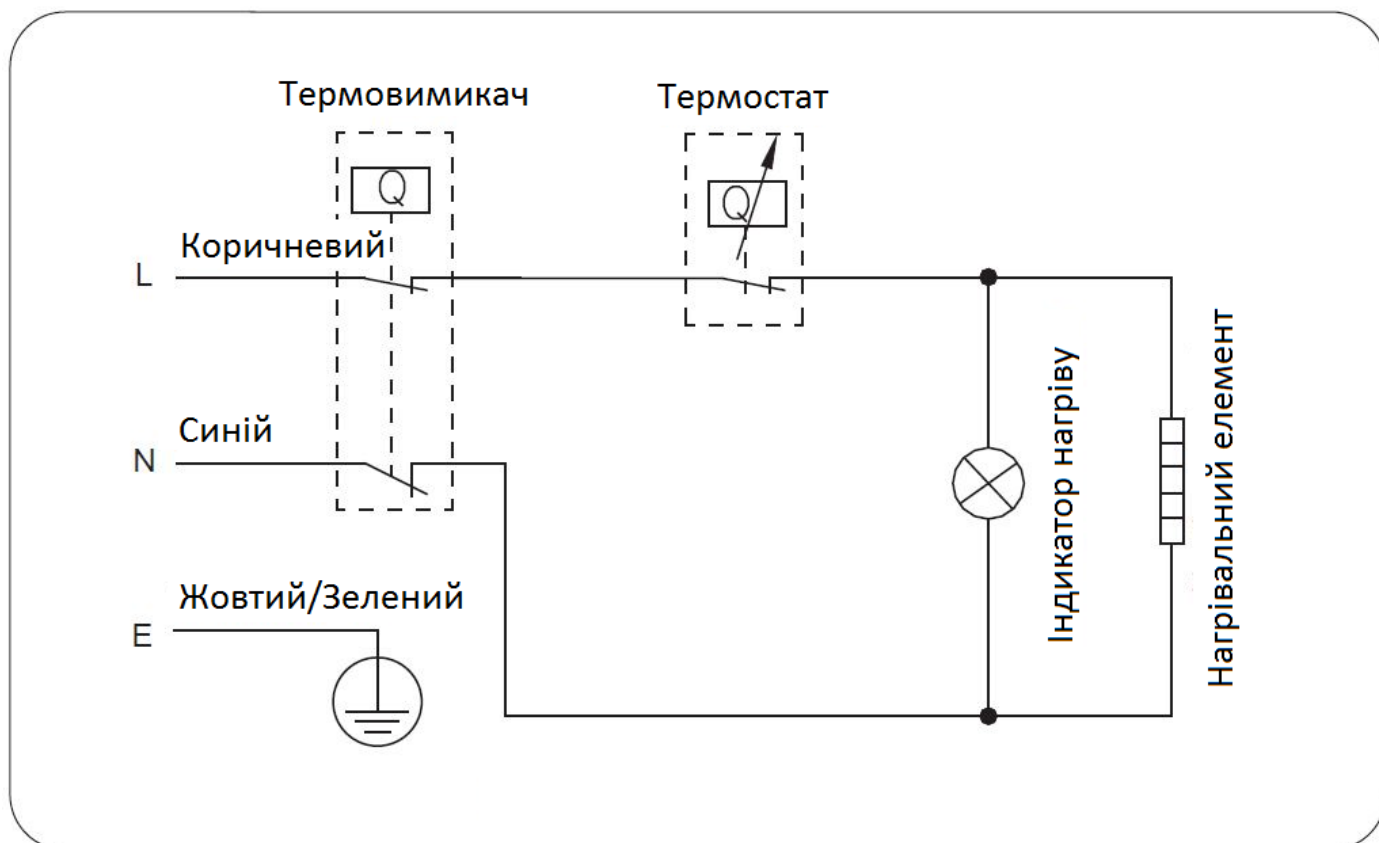 Термовимикач
Термостат
Q
Q
L
Коричневий
N
Синій
E
Жовтий/Зелений
Індикатор нагріву
Нагрівальний елемент